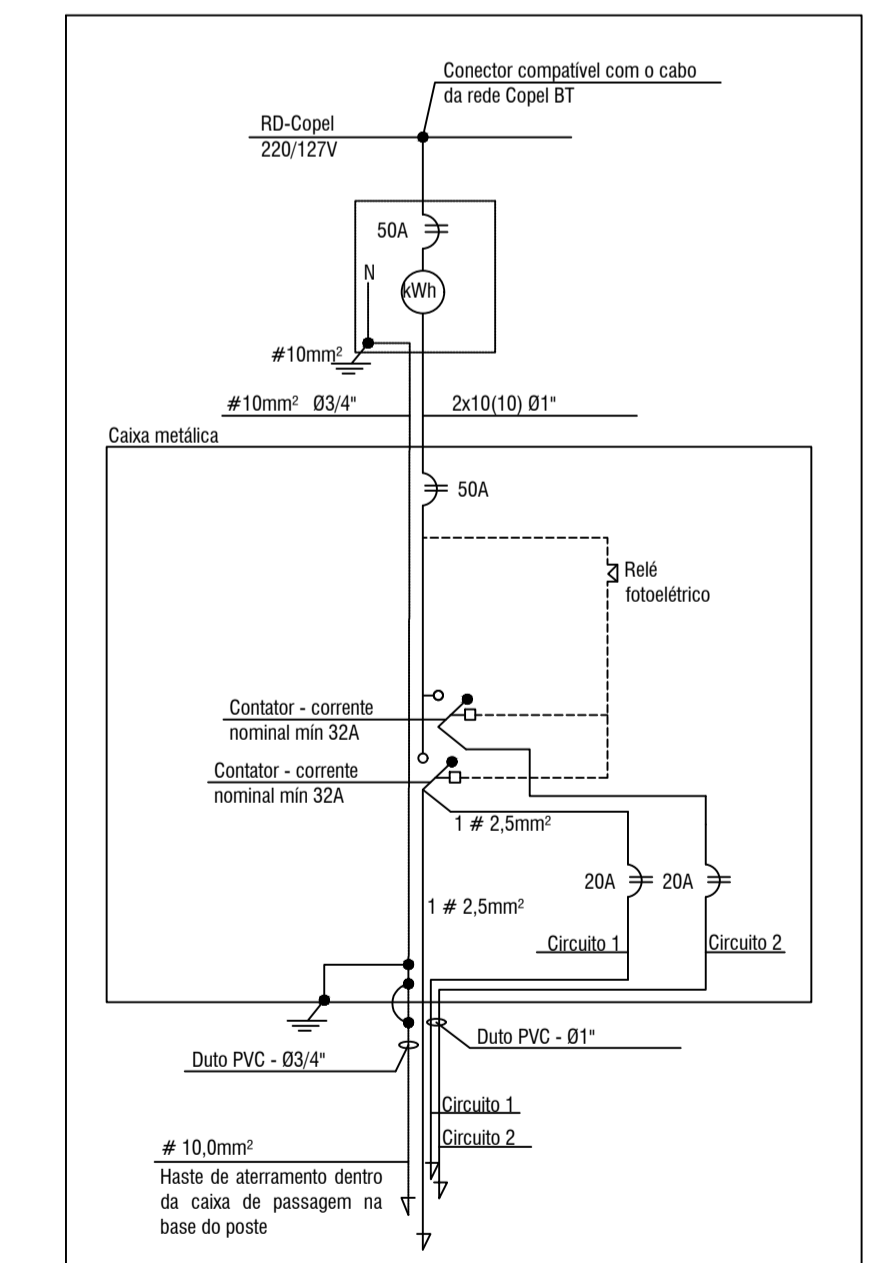 Conector compatível com o cabo
da rede Copel BT
RD-Copel
220/127V
50A
N
kWh
#10mm²
#10mm² Ø3/4"
2x10(10) Ø1"
Caixa metálica
50A
Relé
fotoelétrico
Contator - corrente
nominal mín 32A
Contator - corrente
nominal mín 32A
1 # 2,5mm²
20A
20A
1 # 2,5mm²
Circuito 1
Circuito 2
Duto PVC - Ø1"
Duto PVC - Ø3/4"
Circuito 1
Circuito 2
# 10,0mm²
Haste de aterramento dentro
da caixa de passagem na
base do poste